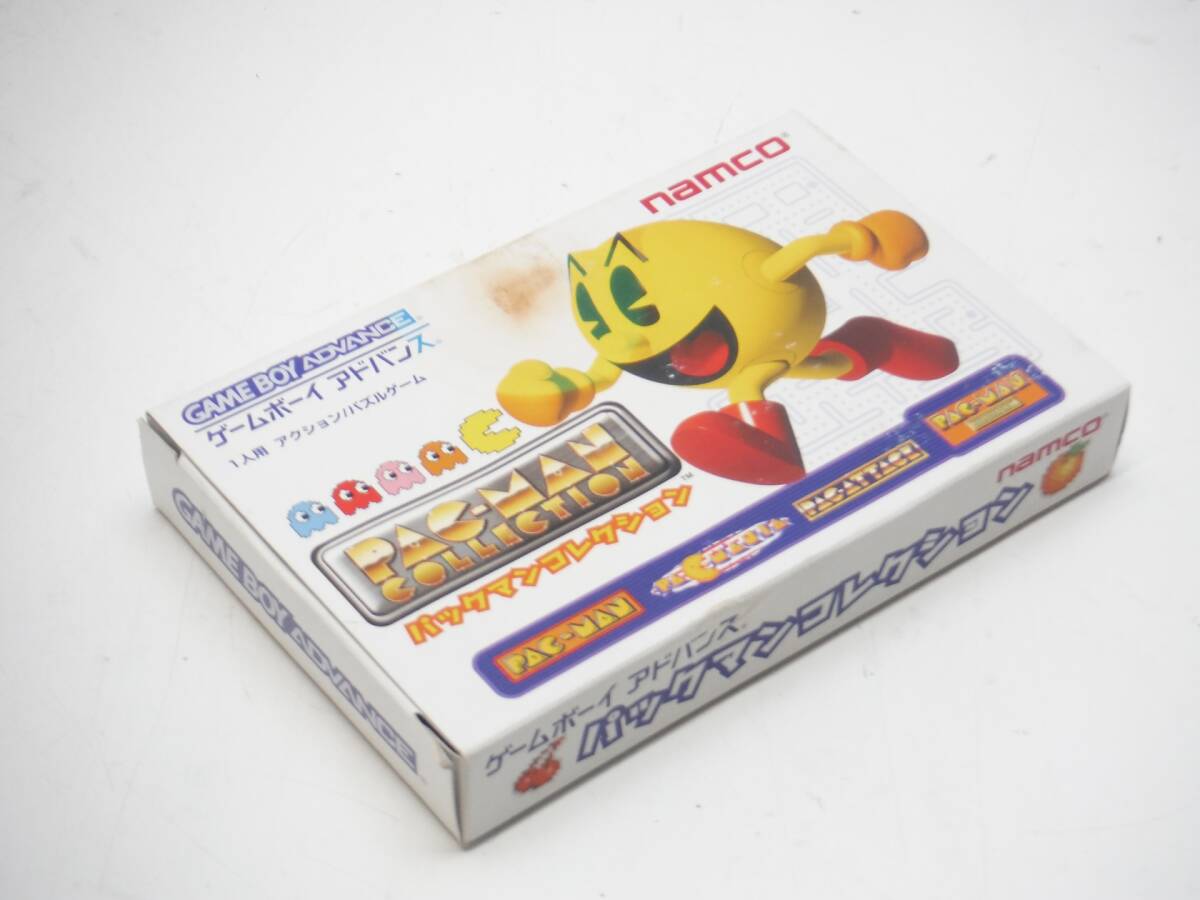 namco
GAME BOY ADVANCE
ゲームボーイ アドバンス
1人用 アクション/パズルゲーム
PAC-MAN
COLLECTION
TM
パックマンコレクション
PAC-MAN
PAC-MANIA
PAC-ATTACK
PAC-MAN
GAME BOY ADVANCE
ゲームボーイ アドバンス
パックマンコレクション
namco